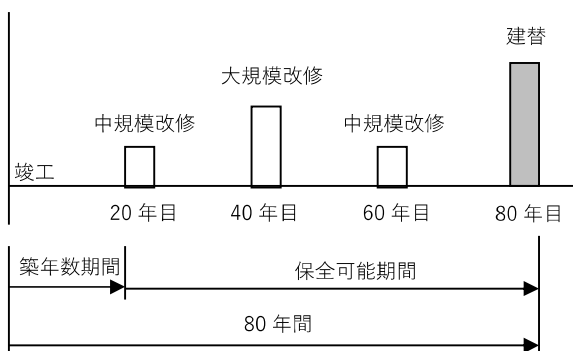 建替
大規模改修
中規模改修
中規模改修
竣工
20 年目
40 年目
60 年目
80 年目
築年数期間
保全可能期間
80 年間